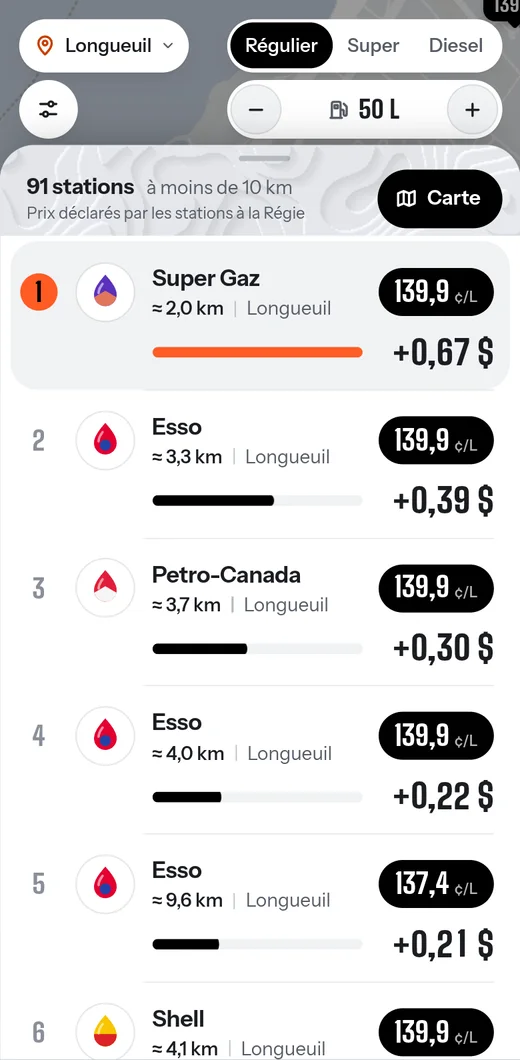 139
Longueuil
Régulier Super Diesel
− 50 L +
91 stations à moins de 10 km
Prix déclarés par les stations à la Régie
Carte
1
Super Gaz
139,9 ¢/L
≈ 2,0 km | Longueuil
+0,67 $
2
Esso
139,9 ¢/L
≈ 3,3 km | Longueuil
+0,39 $
3
Petro-Canada
139,9 ¢/L
≈ 3,7 km | Longueuil
+0,30 $
4
Esso
139,9 ¢/L
≈ 4,0 km | Longueuil
+0,22 $
5
Esso
137,4 ¢/L
≈ 9,6 km | Longueuil
+0,21 $
6
Shell
139,9 ¢/L
≈ 4,1 km | Longueuil